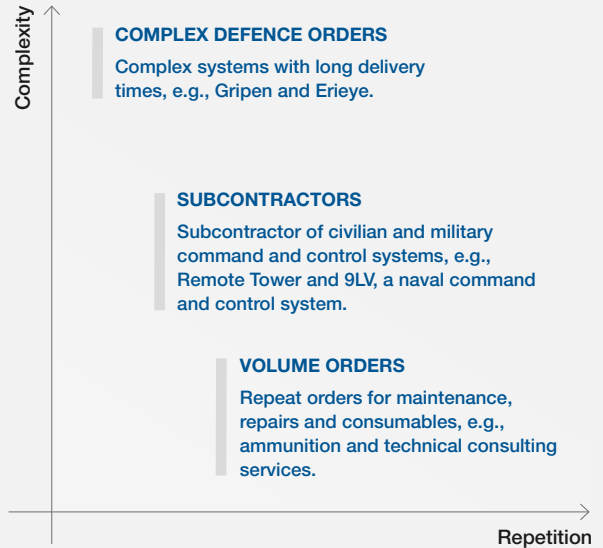 Complexity
COMPLEX DEFENCE ORDERS
Complex systems with long delivery
times, e.g., Gripen and Erieye.
SUBCONTRACTORS
Subcontractor of civilian and military
command and control systems, e.g.,
Remote Tower and 9LV, a naval command
and control system.
VOLUME ORDERS
Repeat orders for maintenance,
repairs and consumables, e.g.,
ammunition and technical consulting
services.
Repetition